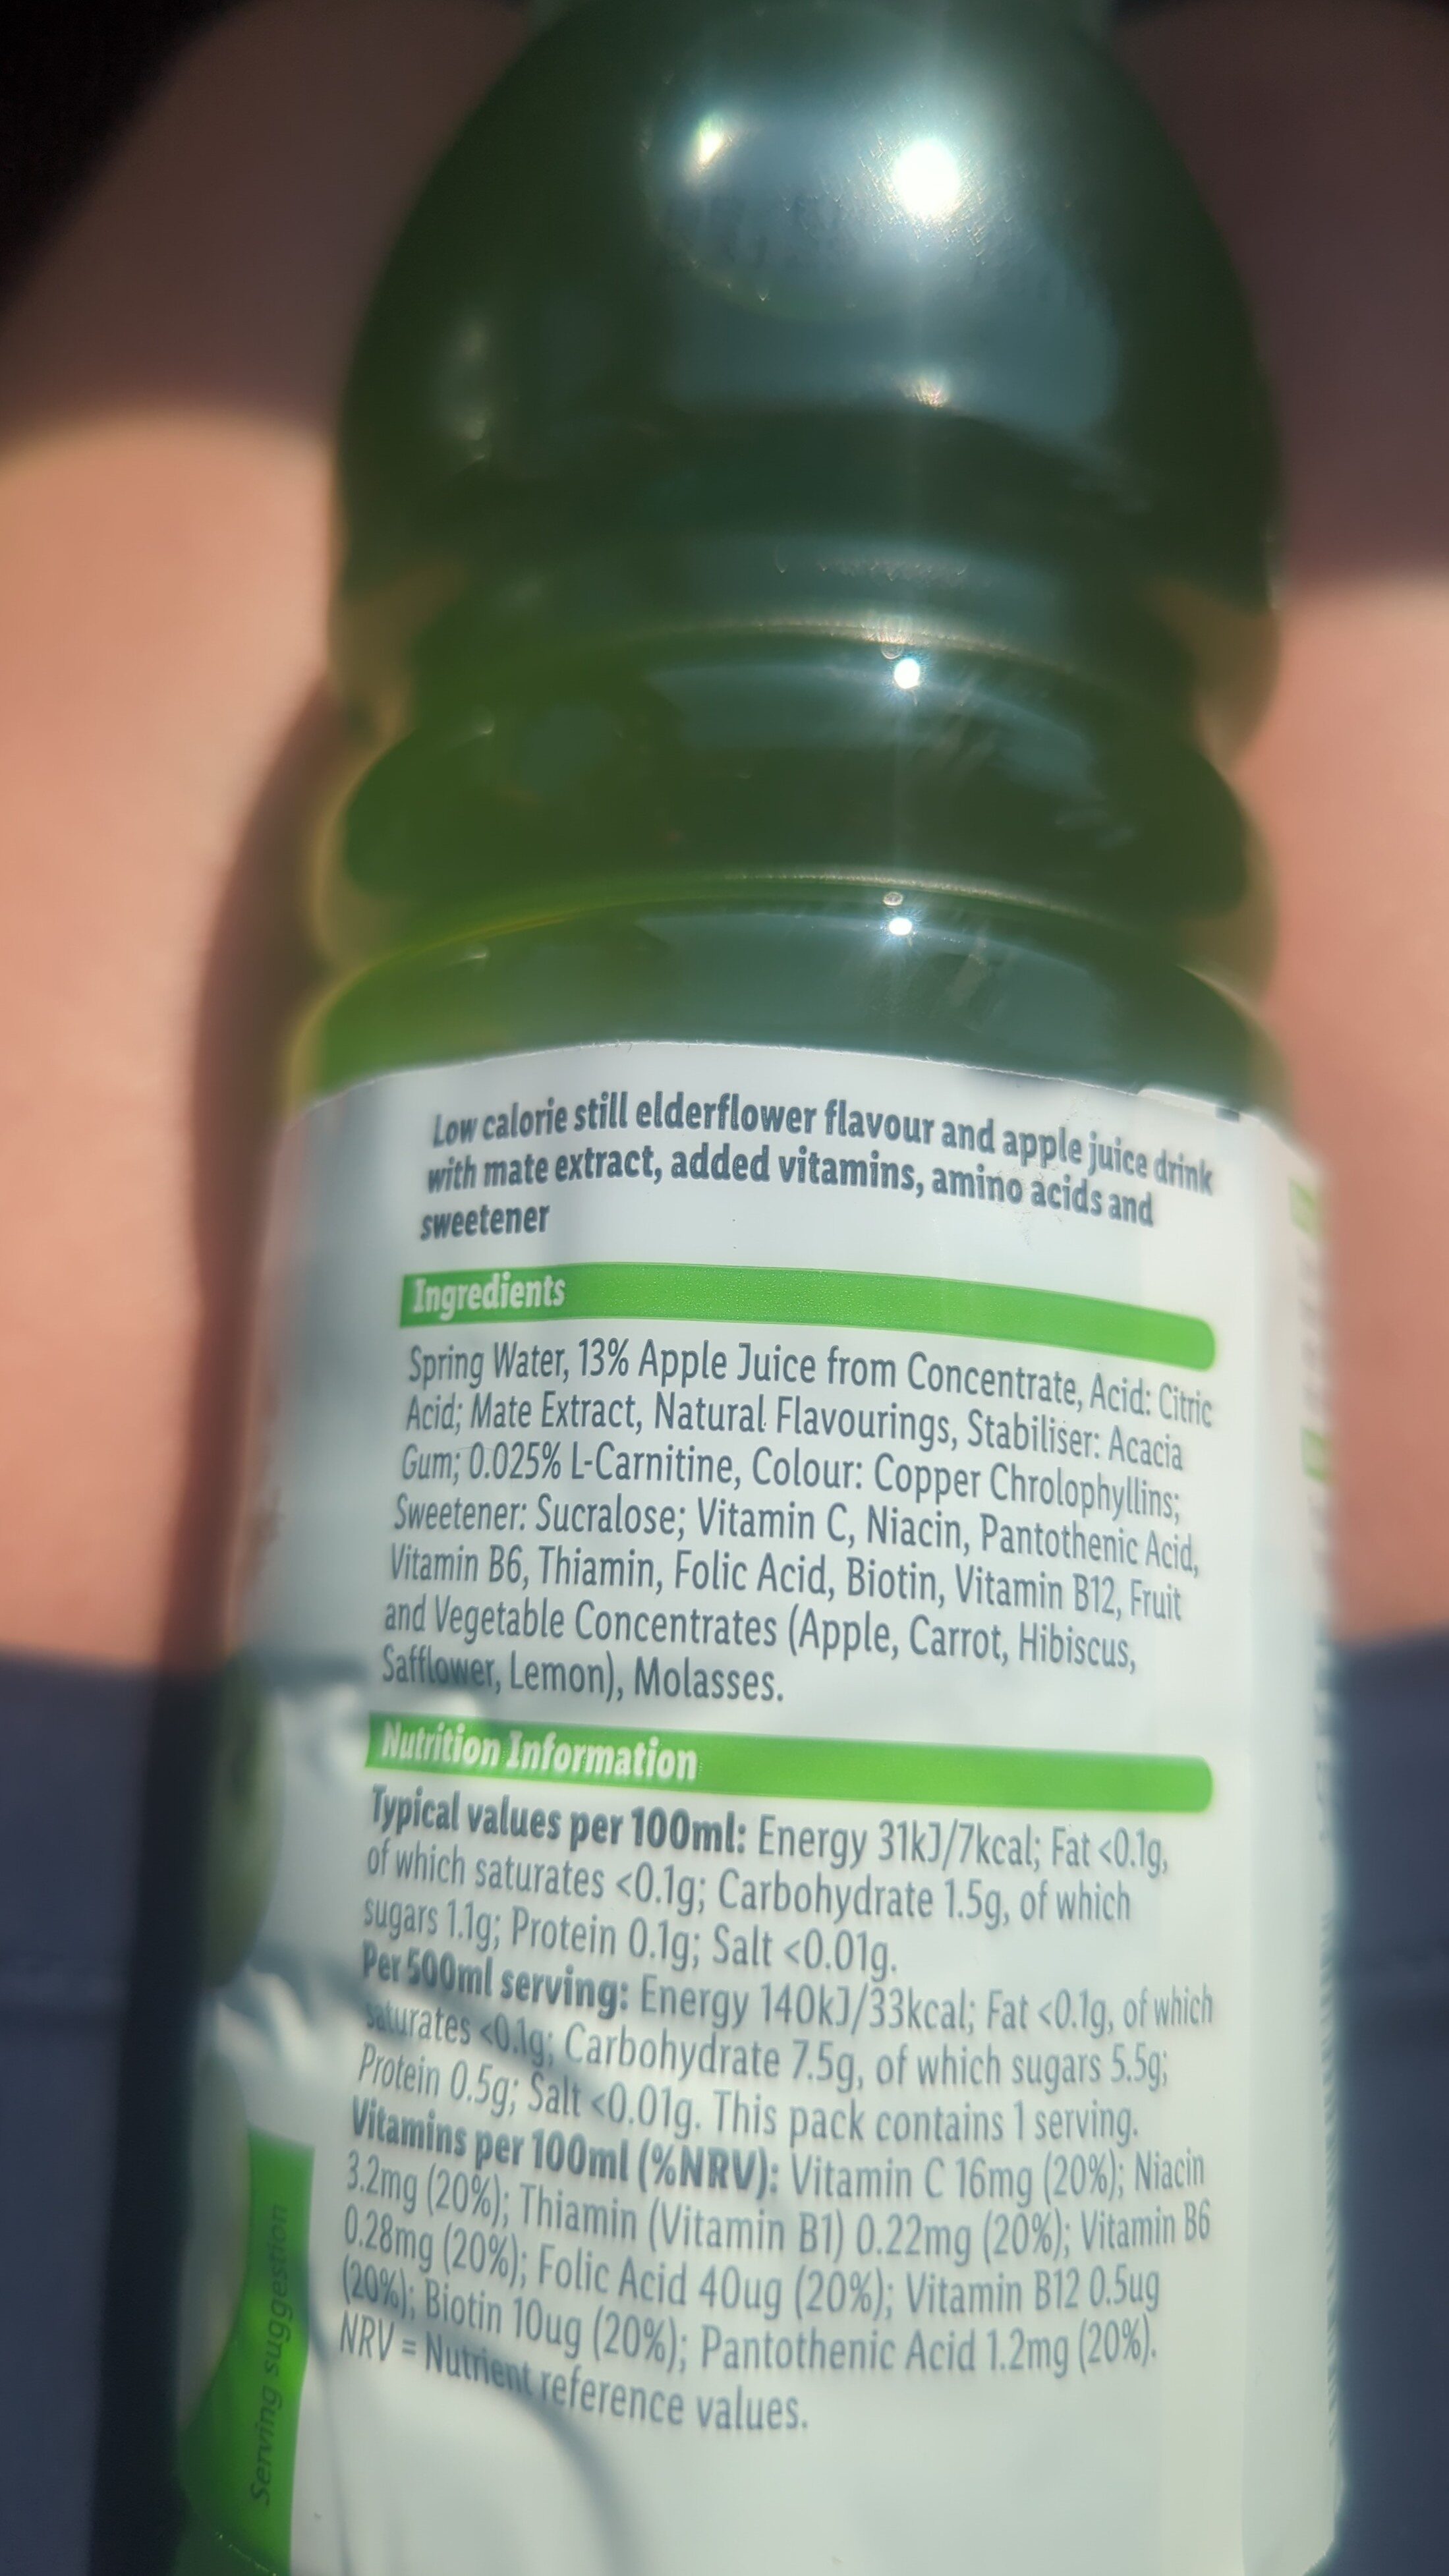 Low calorie still elderflower flavour and apple juice drink
with mate extract, added vitamins, amino acids and
sweetener
Ingredients
Spring Water, 13% Apple Juice from Concentrate, Acid: Citric
Acid; Mate Extract, Natural Flavourings, Stabiliser: Acacia
Gum; 0.025% L-Carnitine, Colour: Copper Chrolophyllins;
Sweetener: Sucralose; Vitamin C, Niacin, Pantothenic Acid,
Vitamin B6, Thiamin, Folic Acid, Biotin, Vitamin B12, Fruit
and Vegetable Concentrates (Apple, Carrot, Hibiscus,
Safflower, Lemon), Molasses.
Nutrition Information
Typical values per 100ml: Energy 31kJ/7kcal; Fat <0.1g,
of which saturates <0.1g; Carbohydrate 1.5g, of which
sugars 1.1g; Protein 0.1g; Salt <0.01g.
Per 500ml serving: Energy 140kJ/33kcal; Fat <0.1g, of which
saturates <0.1g; Carbohydrate 7.5g, of which sugars 5.5g;
Protein 0.5g; Salt <0.01g. This pack contains 1 serving.
Vitamins per 100ml (%NRV): Vitamin C 16mg (20%); Niacin
3.2mg (20%); Thiamin (Vitamin B1) 0.22mg (20%); Vitamin B6
0.28mg (20%); Folic Acid 40ug (20%); Vitamin B12 0.5ug
(20%); Biotin 10ug (20%); Pantothenic Acid 1.2mg (20%).
NRV = Nutrient reference values.
Serving suggestion